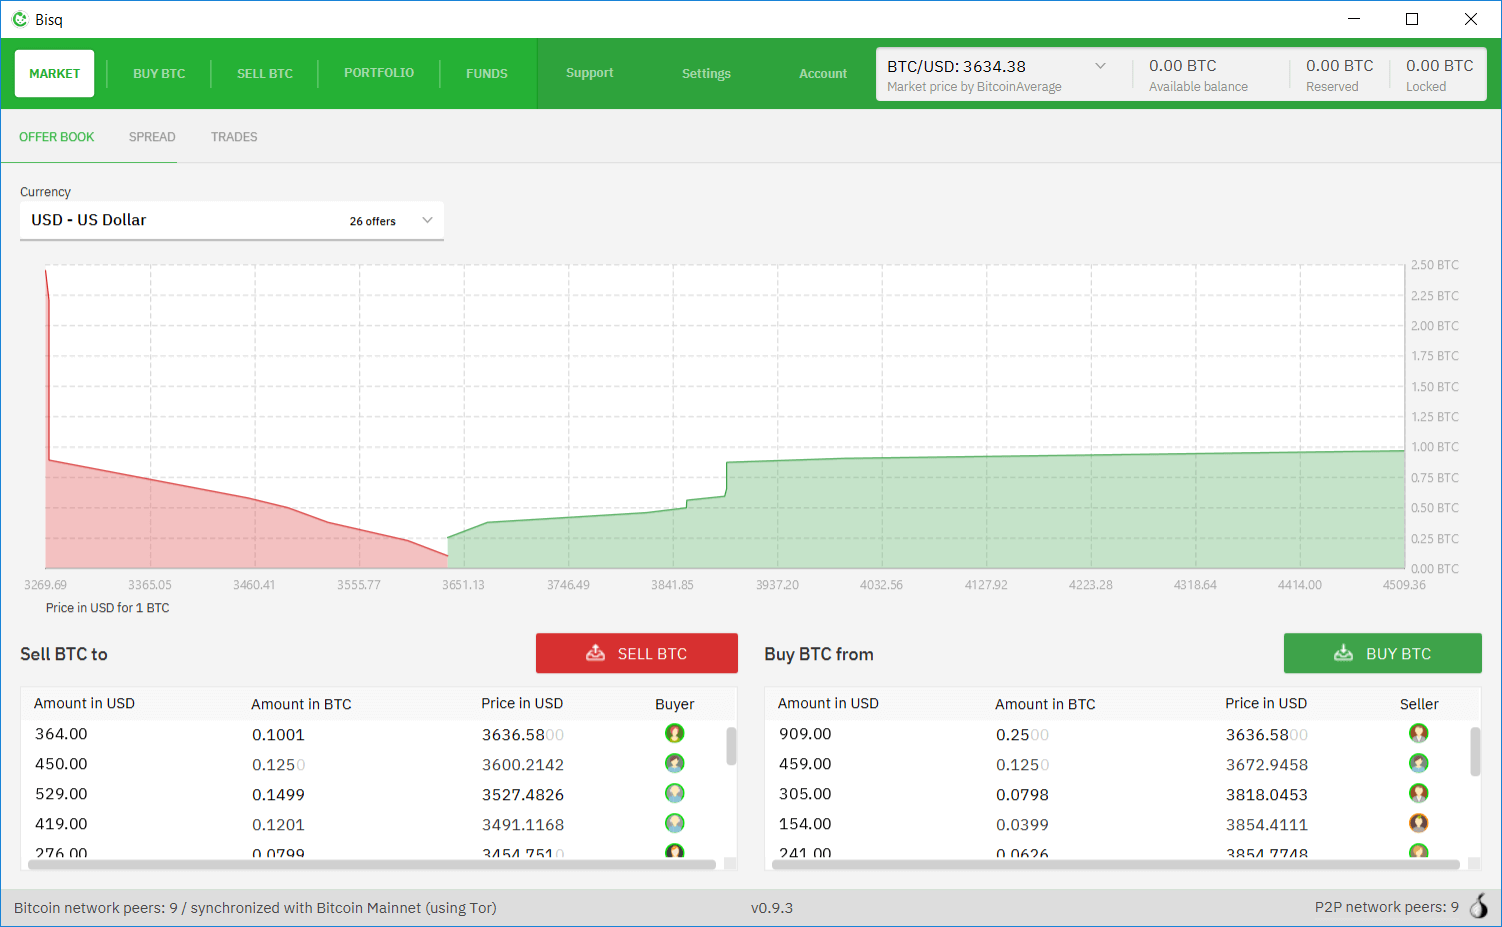 Bisq
MARKET BUY BTC SELL BTC PORTFOLIO FUNDS Support Settings Account
BTC/USD: 3634.38 0.00 BTC 0.00 BTC 0.00 BTC
Market price by BitcoinAverage Available balance Reserved Locked
OFFER BOOK SPREAD TRADES
Currency
USD - US Dollar 26 offers
2.50 BTC
2.25 BTC
2.00 BTC
1.75 BTC
1.50 BTC
1.25 BTC
1.00 BTC
0.75 BTC
0.50 BTC
0.25 BTC
0.00 BTC
3269.69 3365.05 3460.41 3555.77 3651.13 3746.49 3841.85 3937.20 4032.56 4127.92 4223.28 4318.64 4414.00 4509.36
Price in USD for 1 BTC
Sell BTC to SELL BTC Buy BTC from BUY BTC
Amount in USD Amount in BTC Price in USD Buyer Amount in USD Amount in BTC Price in USD Seller
364.00 0.1001 3636.5800 909.00 0.2500 3636.5800
450.00 0.1250 3600.2142 459.00 0.1250 3672.9458
529.00 0.1499 3527.4826 305.00 0.0798 3818.0453
419.00 0.1201 3491.1168 154.00 0.0399 3854.4111
276.00 0.0799 3454.7510 241.00 0.0626 3854.7748
Bitcoin network peers: 9 / synchronized with Bitcoin Mainnet (using Tor) v0.9.3 P2P network peers: 9